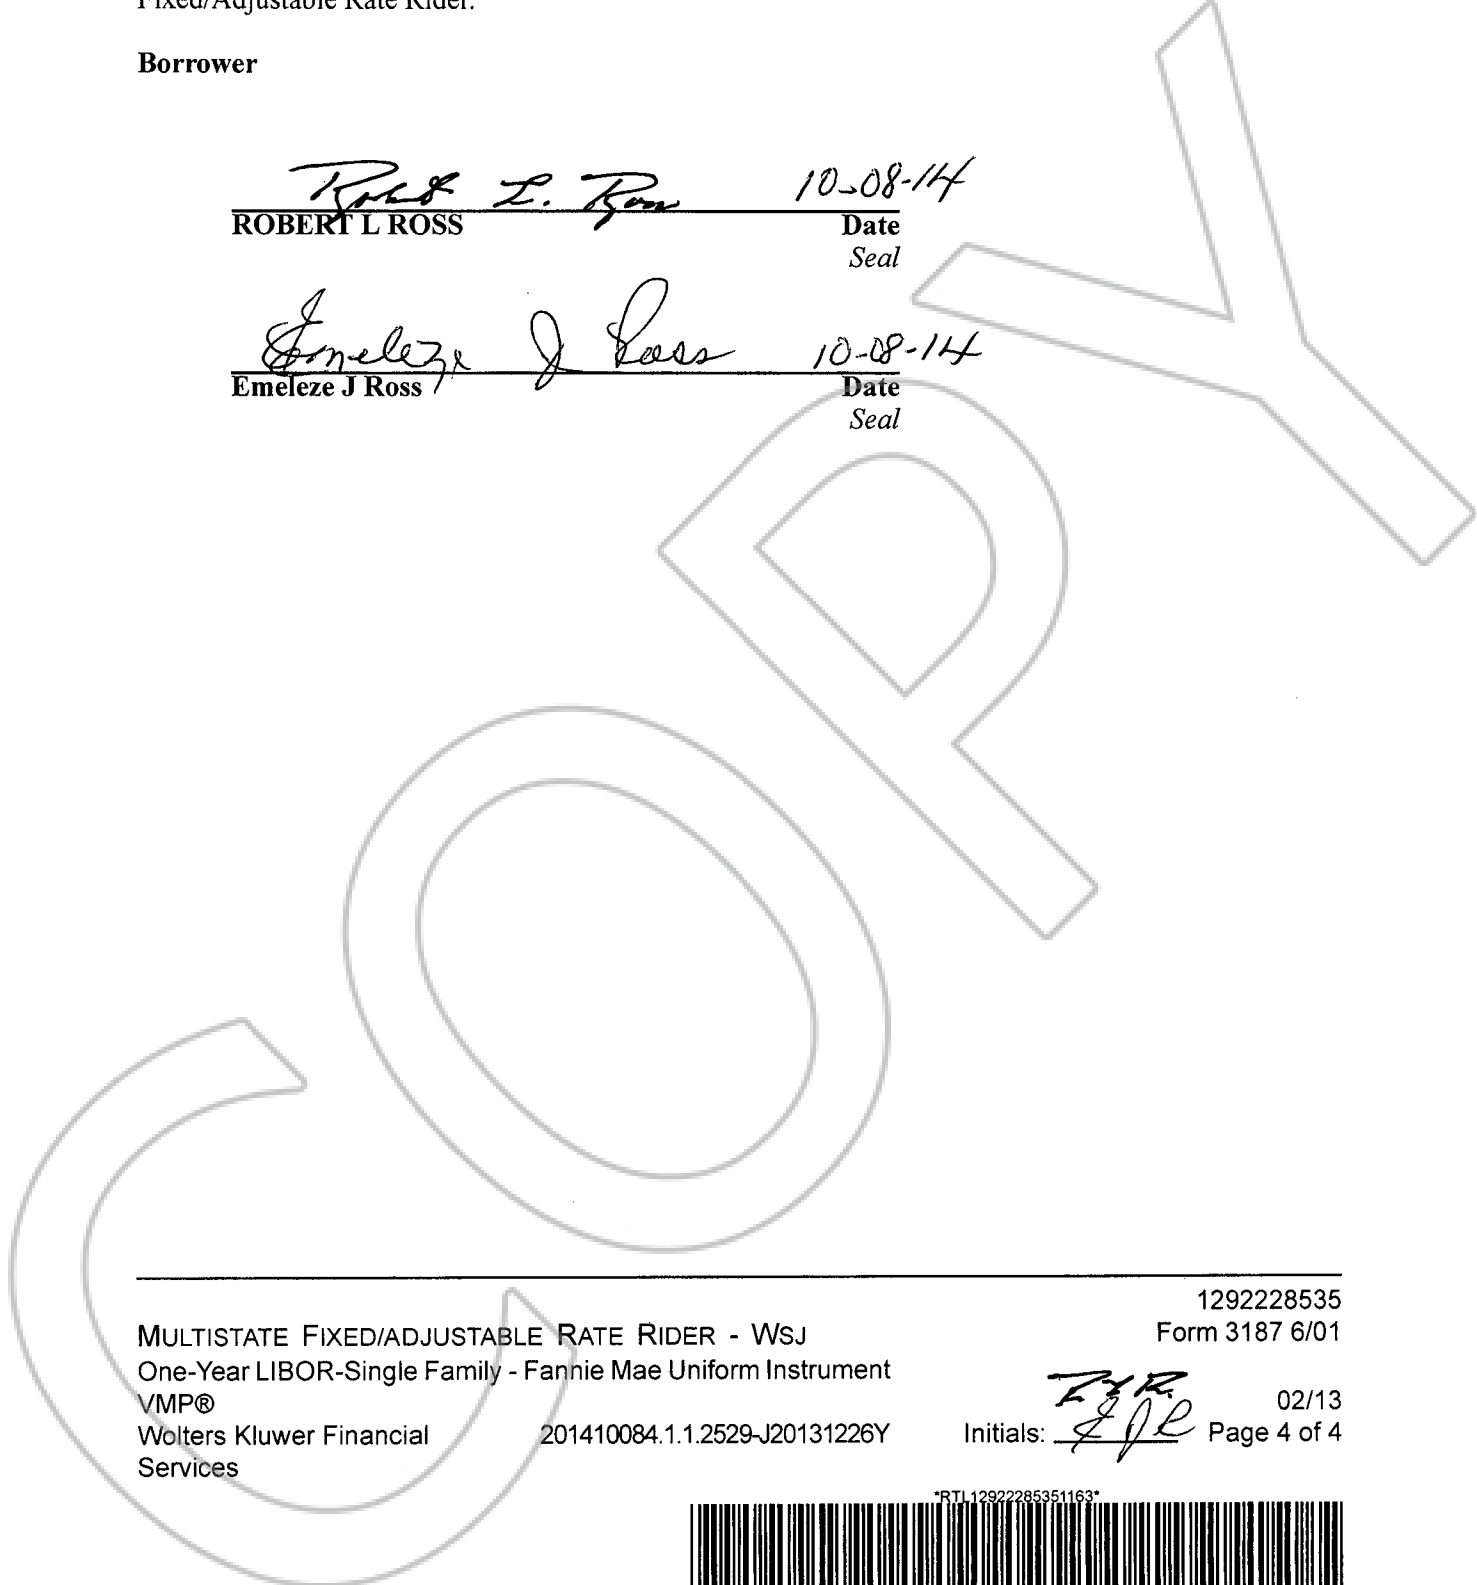 Fixed/Adjustable Rate Rider.
Borrower
Robert L. Ross 10-08-14
ROBERT L ROSS Date
Seal
Emeleze J Ross 10-08-14
Emeleze J Ross Date
Seal
COPY
1292228535
MULTISTATE FIXED/ADJUSTABLE RATE RIDER - WSJ Form 3187 6/01
One-Year LIBOR-Single Family - Fannie Mae Uniform Instrument
VMP® RLR. 02/13
Wolters Kluwer Financial 201410084.1.1.2529-J20131226Y Initials: EJR Page 4 of 4
Services
*RTL12922285351163*